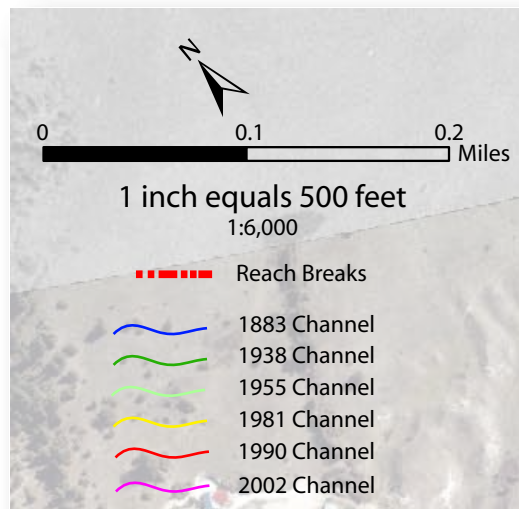 N
0 0.1 0.2
Miles
1 inch equals 500 feet
1:6,000
Reach Breaks
1883 Channel
1938 Channel
1955 Channel
1981 Channel
1990 Channel
2002 Channel